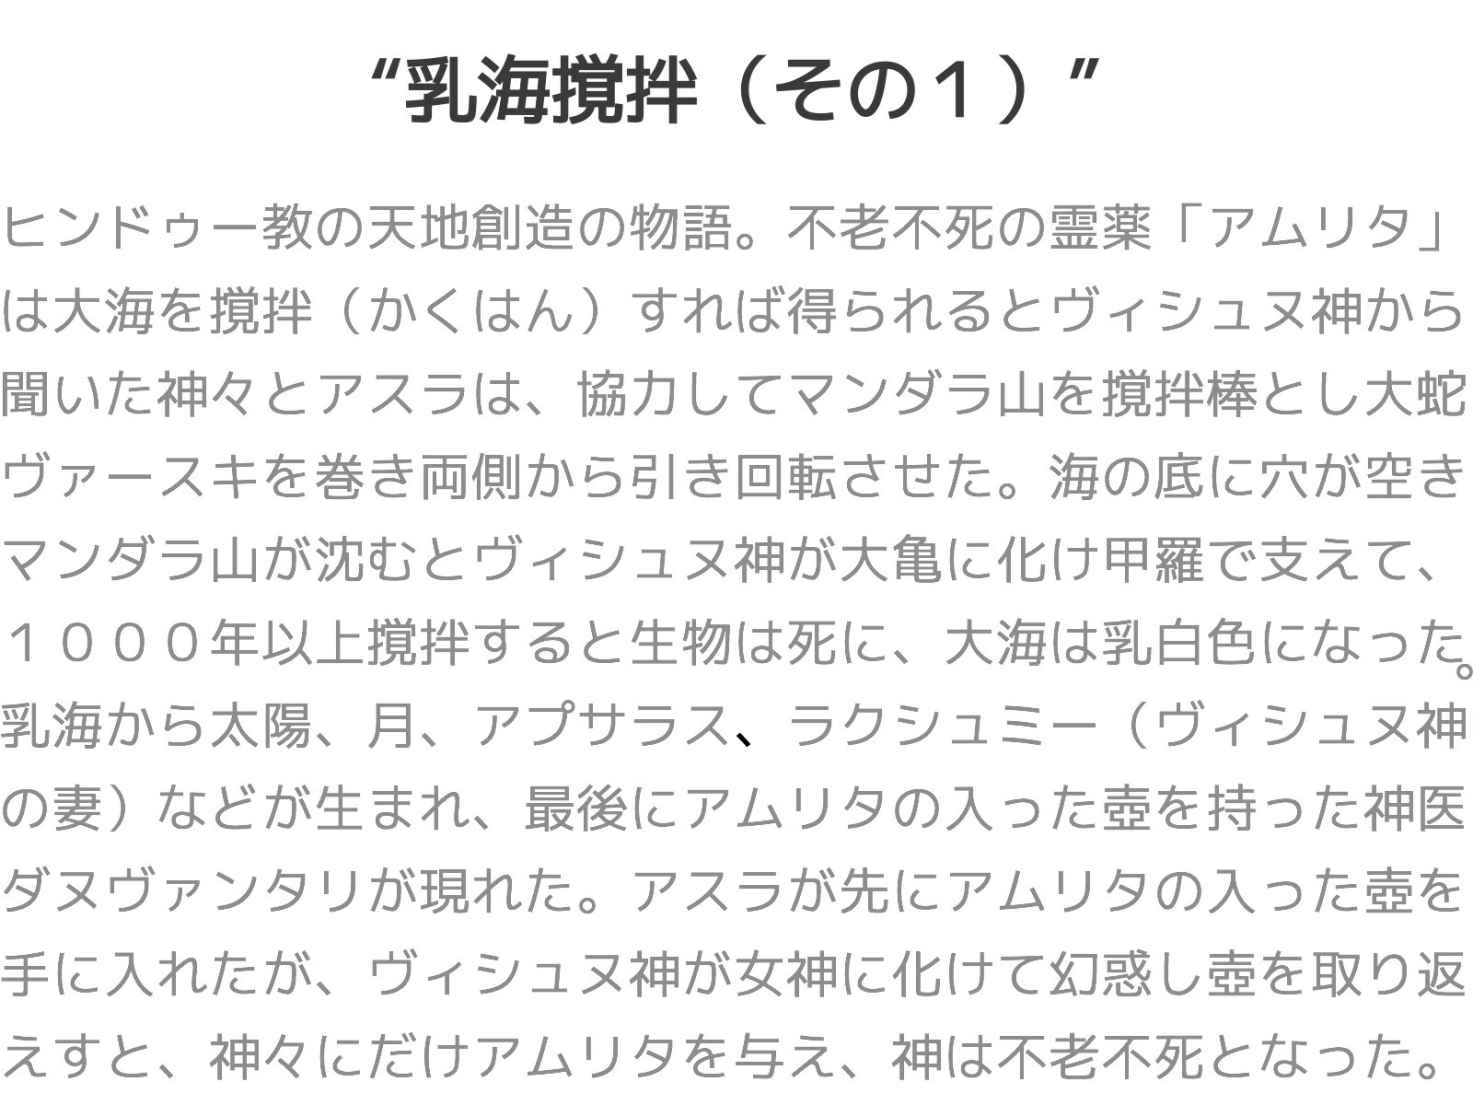 “乳海撹拌（その１）”
ヒンドゥー教の天地創造の物語。不老不死の霊薬「アムリタ」
は大海を撹拌（かくはん）すれば得られるとヴィシュヌ神から
聞いた神々とアスラは、協力してマンダラ山を撹拌棒とし大蛇
ヴァースキを巻き両側から引き回転させた。海の底に穴が空き
マンダラ山が沈むとヴィシュヌ神が大亀に化け甲羅で支えて、
１０００年以上撹拌すると生物は死に、大海は乳白色になった。
乳海から太陽、月、アプサラス、ラクシュミー（ヴィシュヌ神
の妻）などが生まれ、最後にアムリタの入った壺を持った神医
ダヌヴァンタリが現れた。アスラが先にアムリタの入った壺を
手に入れたが、ヴィシュヌ神が女神に化けて幻惑し壺を取り返
えすと、神々にだけアムリタを与え、神は不老不死となった。